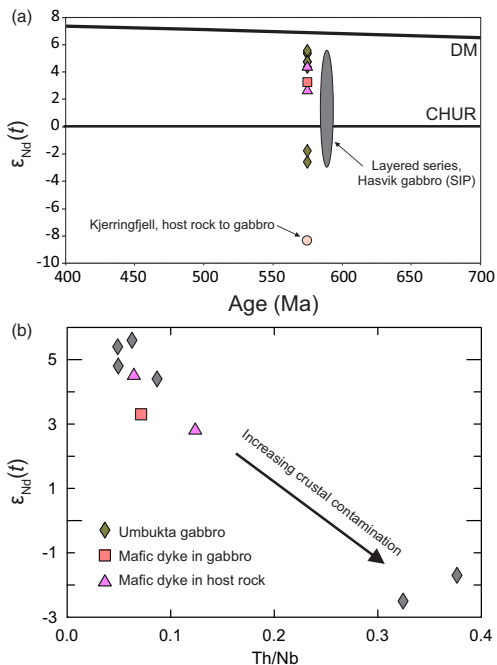 (a)
8
6
4
2
0
-2
-4
-6
-8
-10
εNd(t)
DM
CHUR
Layered series,
Hasvik gabbro (SIP)
Kjerringfjell, host rock to gabbro
400
500
600
700
Age (Ma)
(b)
5
3
1
-1
-3
εNd(t)
Increasing crustal contamination
Umbukta gabbro
Mafic dyke in gabbro
Mafic dyke in host rock
0.0
0.1
0.2
0.3
0.4
Th/Nb